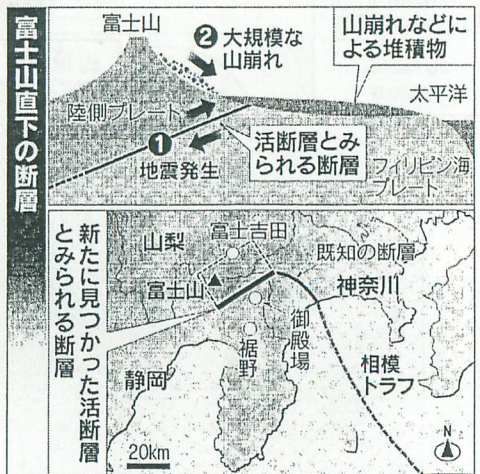 富士山直下の断層
富士山
❷大規模な
山崩れ
山崩れなどに
よる堆積物
太平洋
陸側プレート
❶
地震発生
活断層とみ
られる断層
フィリピン海
プレート
新たに見つかった活断層
とみられる断層
山梨
富士吉田
既知の断層
富士山
神奈川
御殿場
裾野
静岡
相模
トラフ
20km
N